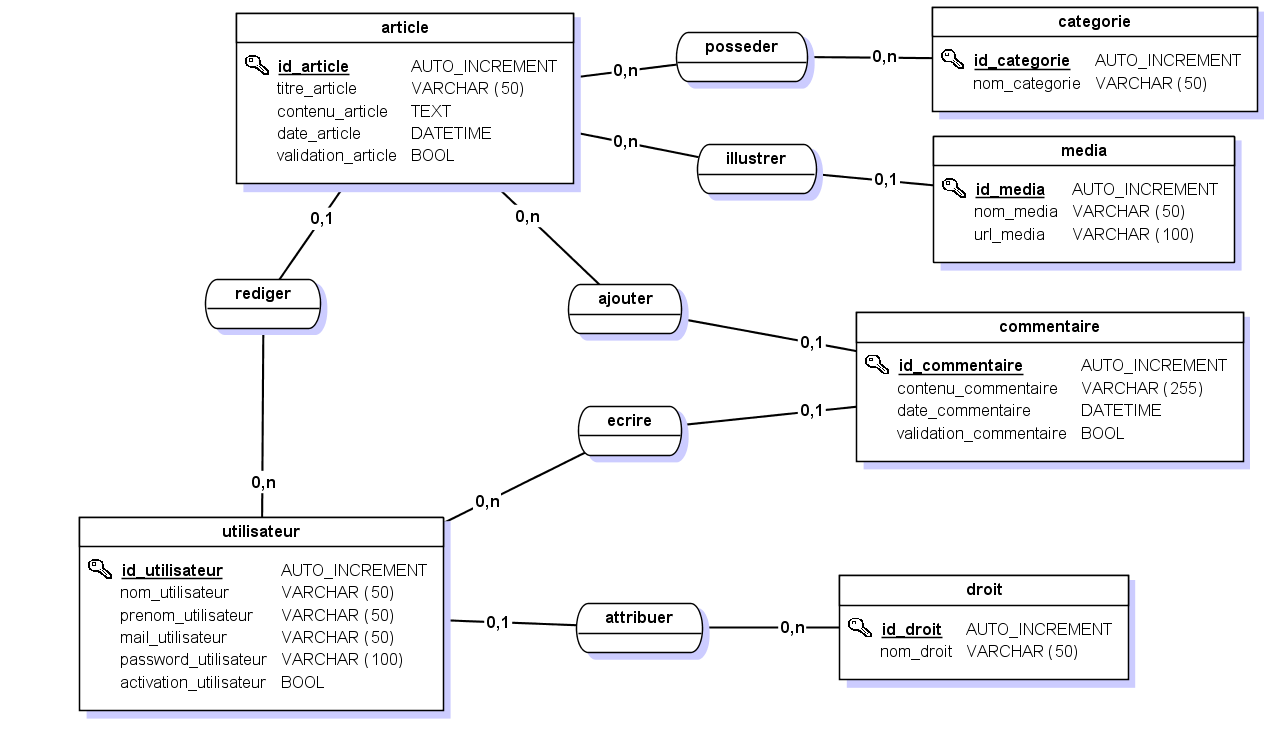 article
id_article AUTO_INCREMENT
titre_article VARCHAR (50)
contenu_article TEXT
date_article DATETIME
validation_article BOOL
0,n
posseder
0,n
categorie
id_categorie AUTO_INCREMENT
nom_categorie VARCHAR (50)
0,n
illustrer
0,1
media
id_media AUTO_INCREMENT
nom_media VARCHAR (50)
url_media VARCHAR (100)
0,1
rediger
0,n
0,n
ajouter
0,1
commentaire
id_commentaire AUTO_INCREMENT
contenu_commentaire VARCHAR (255)
date_commentaire DATETIME
validation_commentaire BOOL
0,1
ecrire
0,n
utilisateur
id_utilisateur AUTO_INCREMENT
nom_utilisateur VARCHAR (50)
prenom_utilisateur VARCHAR (50)
mail_utilisateur VARCHAR (50)
password_utilisateur VARCHAR (100)
activation_utilisateur BOOL
0,1
attribuer
0,n
droit
id_droit AUTO_INCREMENT
nom_droit VARCHAR (50)